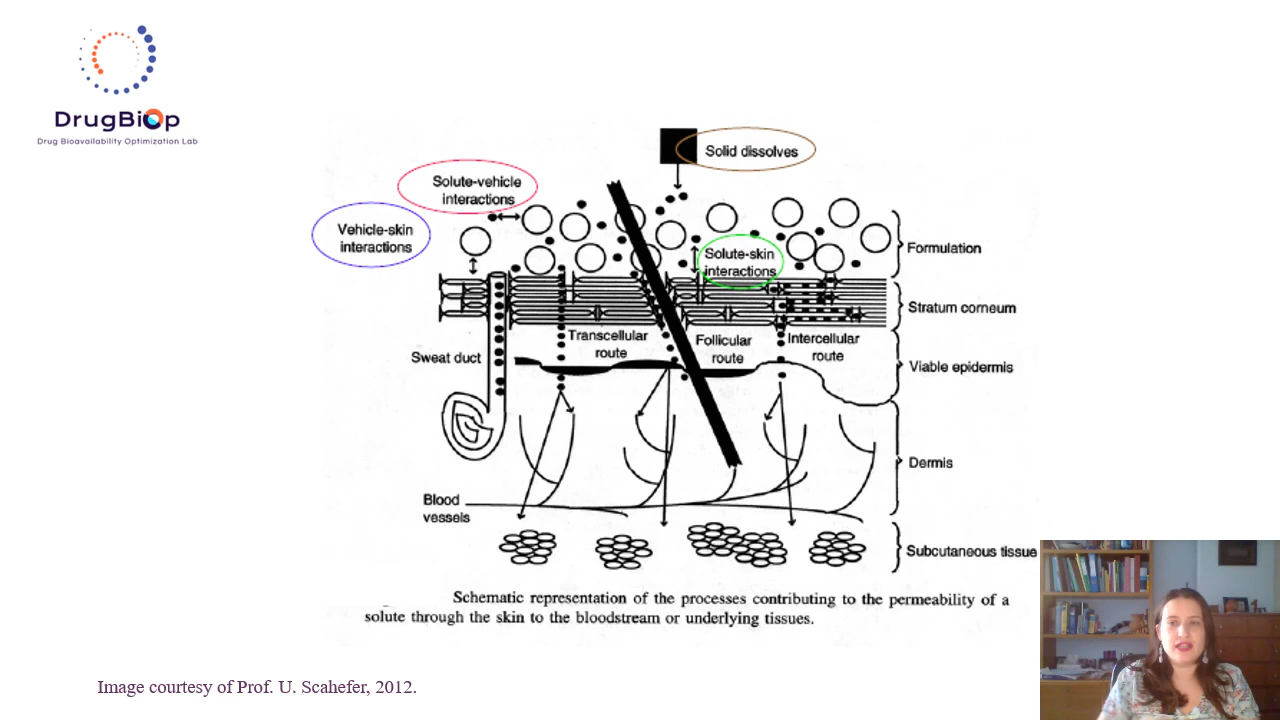 DrugBiOp
Drug Bioavailability Optimization Lab
Solid dissolves
Solute-vehicle
interactions
Vehicle-skin
interactions
Solute-skin
interactions
Formulation
Stratum corneum
Transcellular
route
Follicular
route
Intercellular
route
Sweat duct
Viable epidermis
Dermis
Blood
vessels
Subcutaneous tissue
Schematic representation of the processes contributing to the permeability of a
solute through the skin to the bloodstream or underlying tissues.
Image courtesy of Prof. U. Scahefer, 2012.